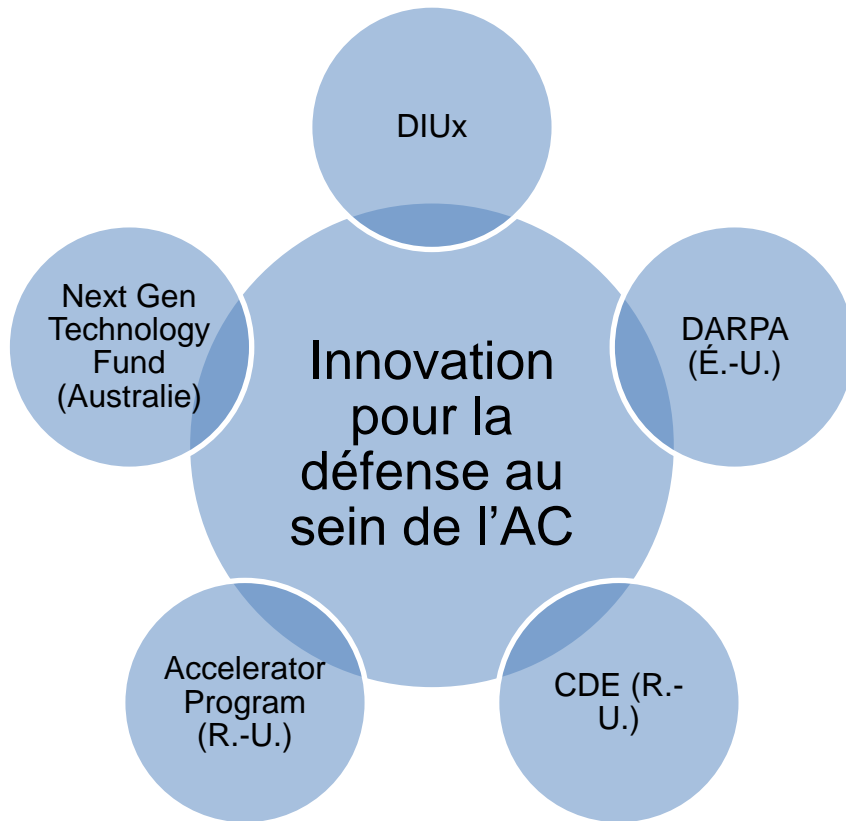 DIUx
Next Gen
Technology
Fund
(Australie)
DARPA
(É.-U.)
Innovation
pour la
défense au
sein de l'AC
Accelerator
Program
(R.-U.)
CDE (R.-
U.)